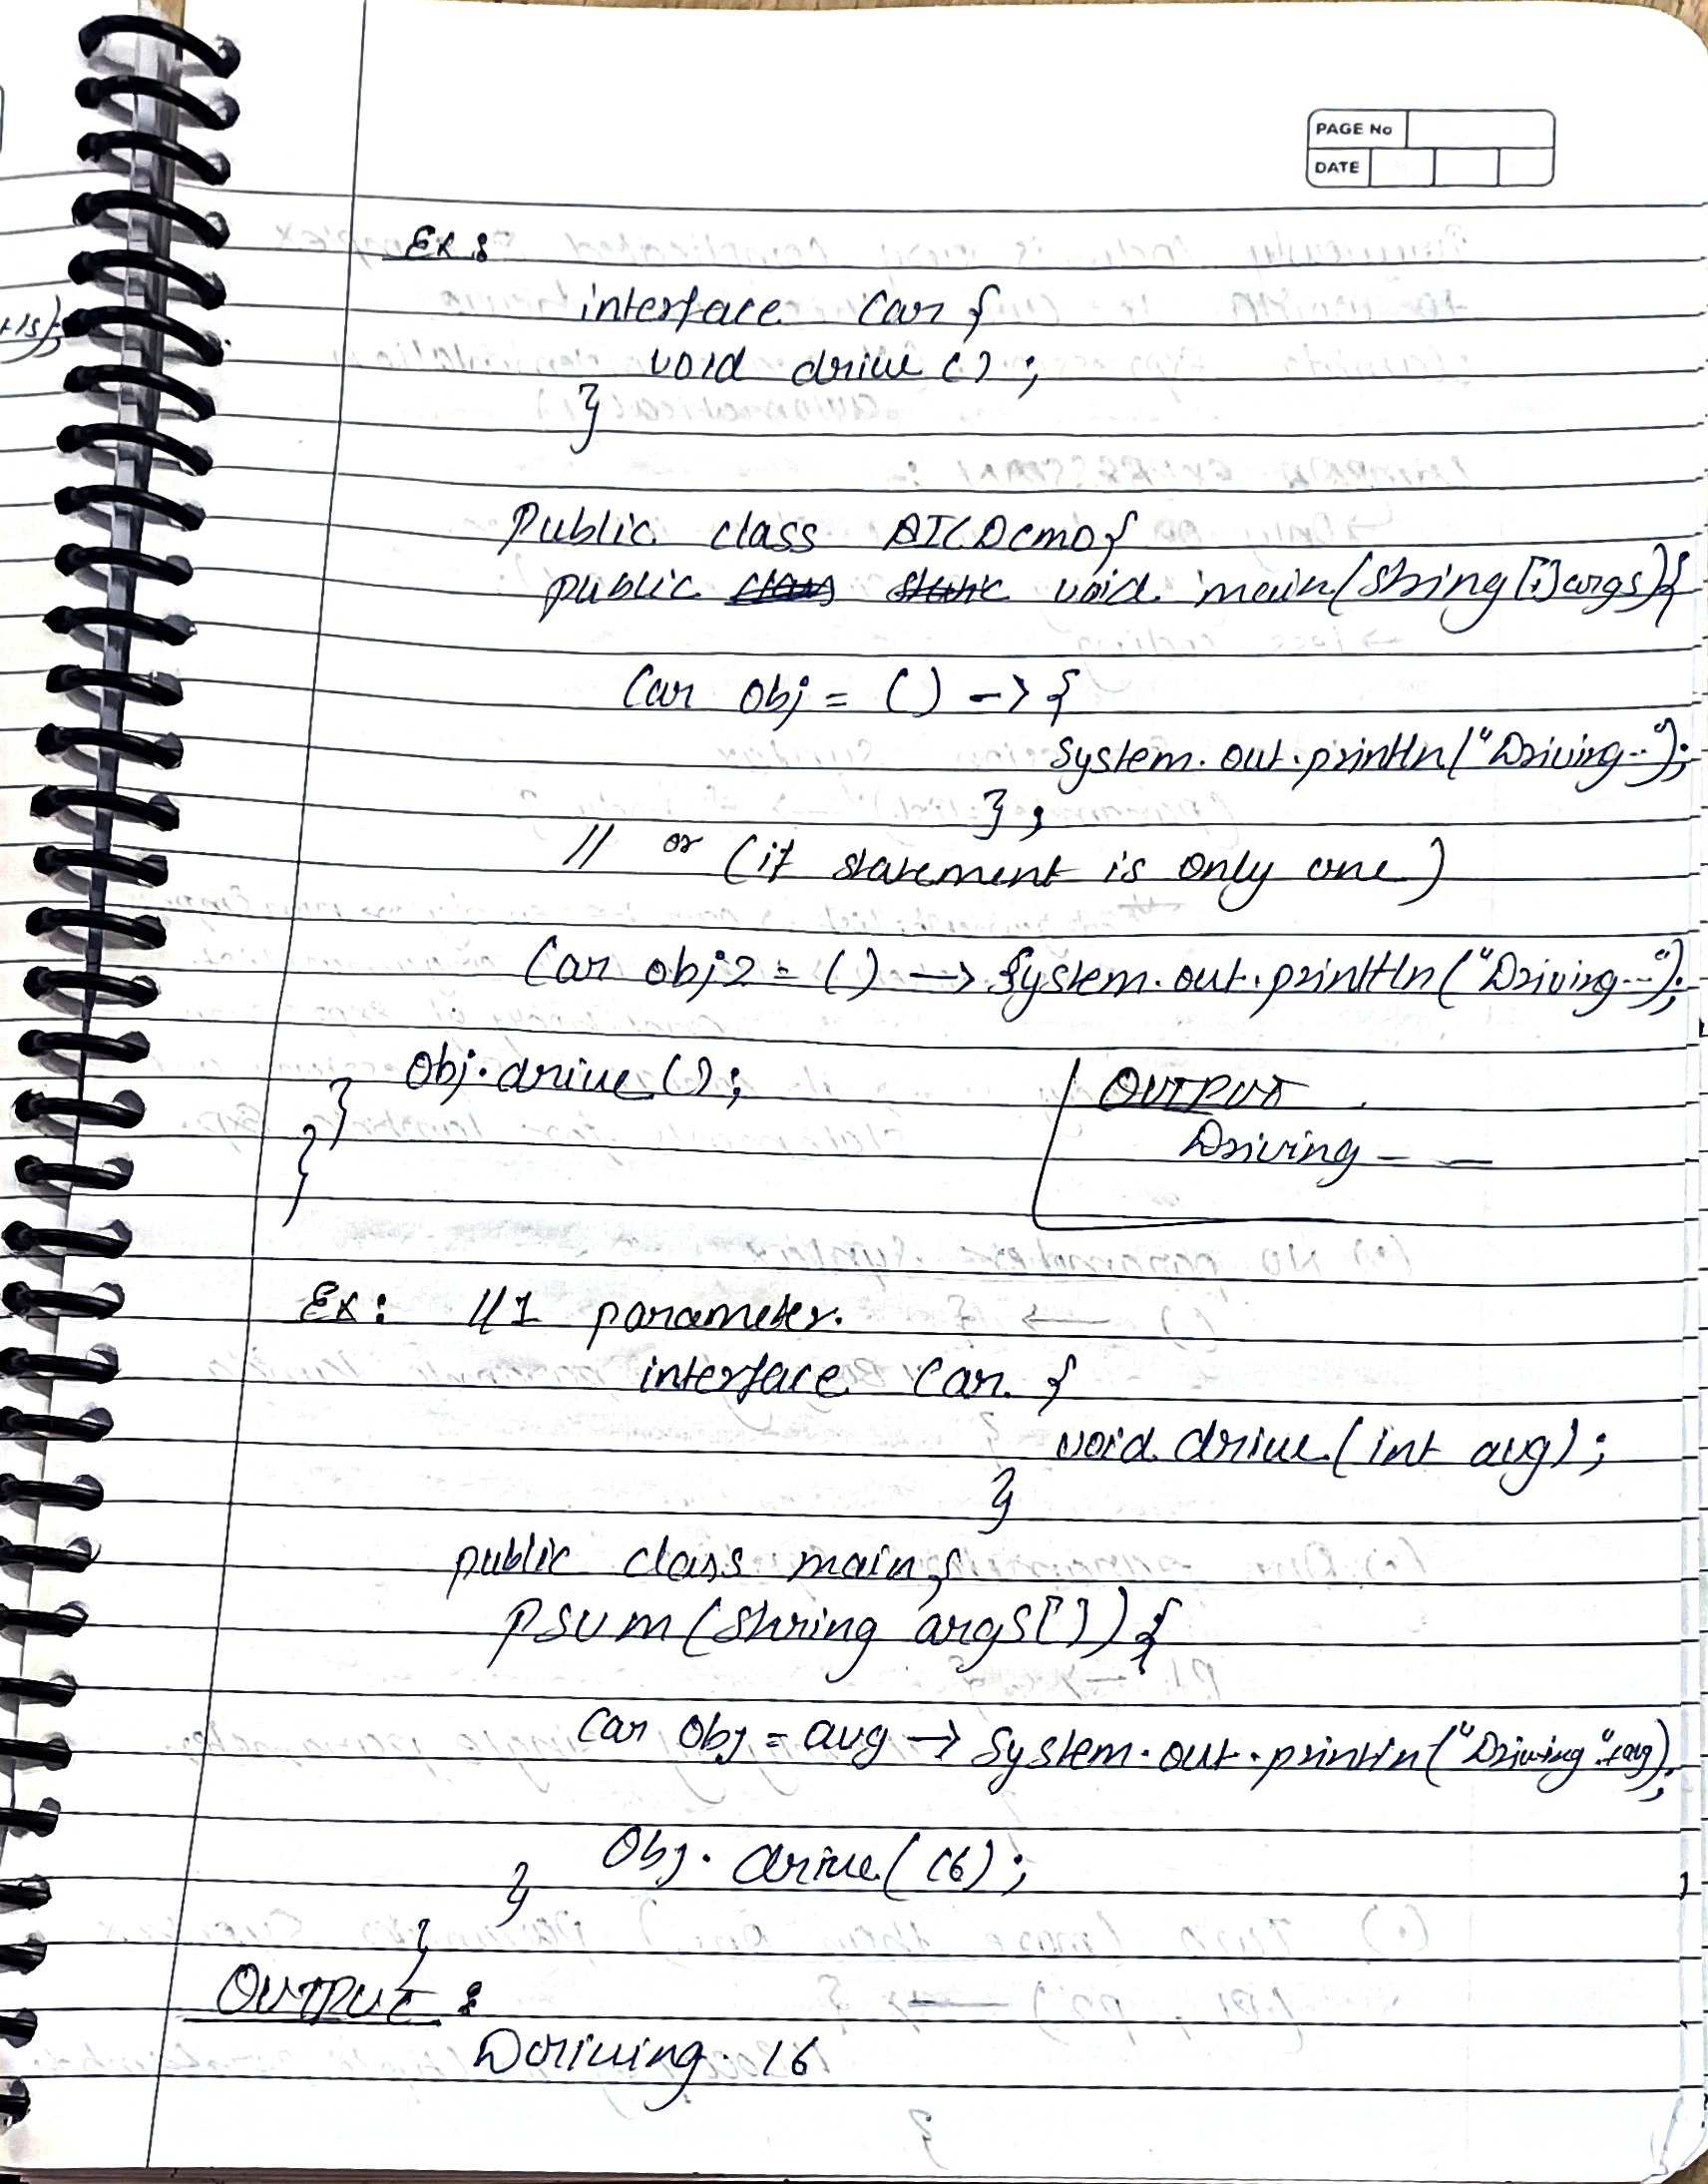 PAGE No
DATE
Ex:
interface Car {
void drive();
}
Public class AICDemo{
public class static void main(String[]args){
Car obj = () -> {
System.out.println("Driving--");
};
// or (if statement is only one)
Car obj2 = () -> System.out.println("Driving--");
Obj.drive();
}
}
OUTPUT
Driving - -
Ex: //1 parameter.
interface Car {
void drive(int avg);
}
public class main{
psvm(String args[]){
Car Obj = avg -> System.out.println("Driving "+avg);
Obj. drive(16);
}
}
OUTPUT :
Driving. 16